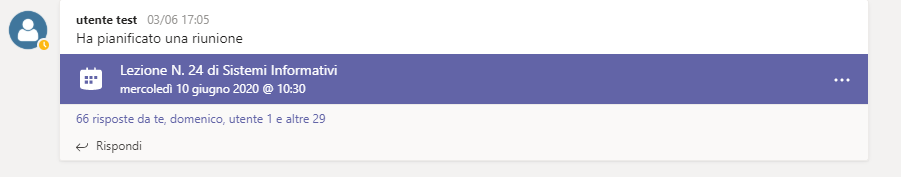 utente test 03/06 17:05
Ha pianificato una riunione
Lezione N. 24 di Sistemi Informativi
mercoledì 10 giugno 2020 @ 10:30
66 risposte da te, domenico, utente 1 e altre 29
Rispondi